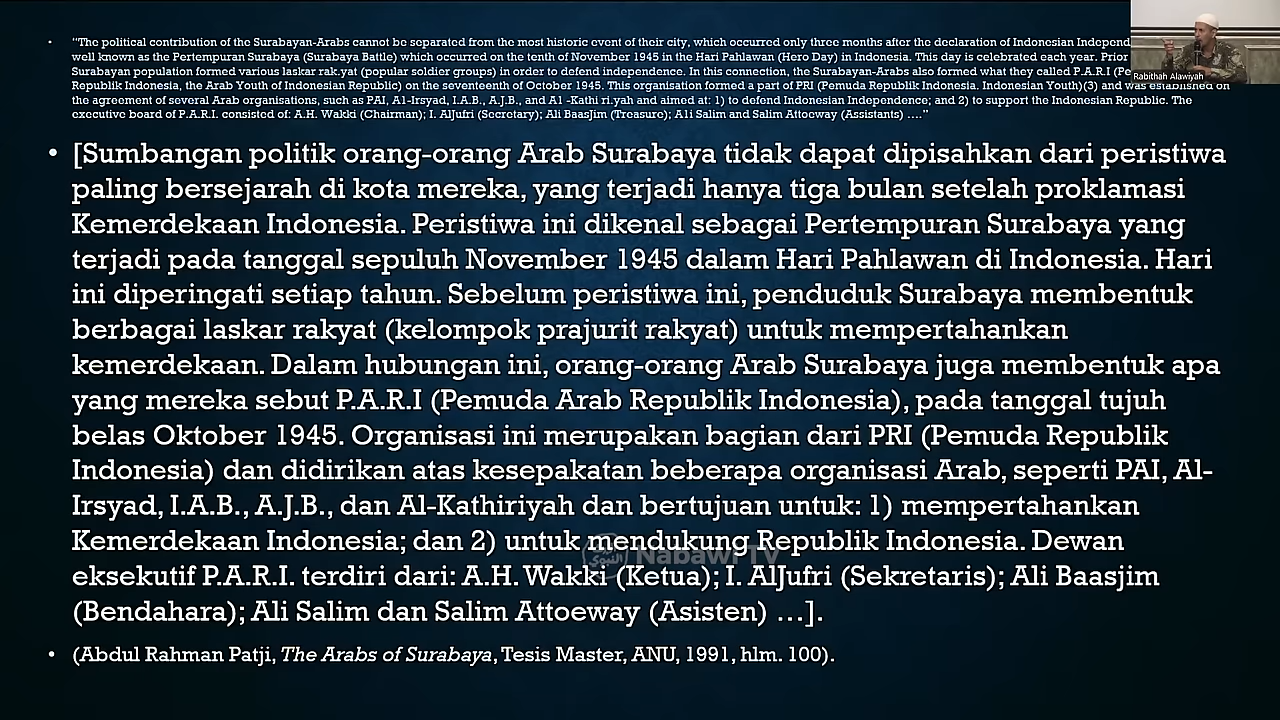 • “The political contribution of the Surabayan-Arabs cannot be separated from the most historic event of their city, which occurred only three months after the declaration of Indonesian Independ
well known as the Pertempuran Surabaya (Surabaya Battle) which occurred on the tenth of November 1945 in the Hari Pahlawan (Hero Day) in Indonesia. This day is celebrated each year. Prior
Surabayan population formed various laskar rak.yat (popular soldier groups) in order to defend independence. In this connection, the Surabayan-Arabs also formed what they called P.A.R.I (Pe
Republik Indonesia, the Arab Youth of Indonesian Republic) on the seventeenth of October 1945. This organisation formed a part of PRI (Pemuda Republik Indonesia. Indonesian Youth)(3) and was established on
the agreement of several Arab organisations, such as PAI, A1-Irsyad, I.A.B., A.J.B., and A1 -Kathi ri.yah and aimed at: 1) to defend Indonesian Independence; and 2) to support the Indonesian Republic. The
executive board of P.A.R.I. consisted of: A.H. Wakki (Chairman); I. AlJufri (Secretary); Ali BaasJim (Treasure); A1i Salim and Salim Attoeway (Assistants) ….”
Rabithah Alawiyah
• [Sumbangan politik orang-orang Arab Surabaya tidak dapat dipisahkan dari peristiwa
paling bersejarah di kota mereka, yang terjadi hanya tiga bulan setelah proklamasi
Kemerdekaan Indonesia. Peristiwa ini dikenal sebagai Pertempuran Surabaya yang
terjadi pada tanggal sepuluh November 1945 dalam Hari Pahlawan di Indonesia. Hari
ini diperingati setiap tahun. Sebelum peristiwa ini, penduduk Surabaya membentuk
berbagai laskar rakyat (kelompok prajurit rakyat) untuk mempertahankan
kemerdekaan. Dalam hubungan ini, orang-orang Arab Surabaya juga membentuk apa
yang mereka sebut P.A.R.I (Pemuda Arab Republik Indonesia), pada tanggal tujuh
belas Oktober 1945. Organisasi ini merupakan bagian dari PRI (Pemuda Republik
Indonesia) dan didirikan atas kesepakatan beberapa organisasi Arab, seperti PAI, Al-
Irsyad, I.A.B., A.J.B., dan Al-Kathiriyah dan bertujuan untuk: 1) mempertahankan
Kemerdekaan Indonesia; dan 2) untuk mendukung Republik Indonesia. Dewan
النبوي Nabawi TV
eksekutif P.A.R.I. terdiri dari: A.H. Wakki (Ketua); I. AlJufri (Sekretaris); Ali Baasjim
(Bendahara); Ali Salim dan Salim Attoeway (Asisten) …].
• (Abdul Rahman Patji, The Arabs of Surabaya, Tesis Master, ANU, 1991, hlm. 100).